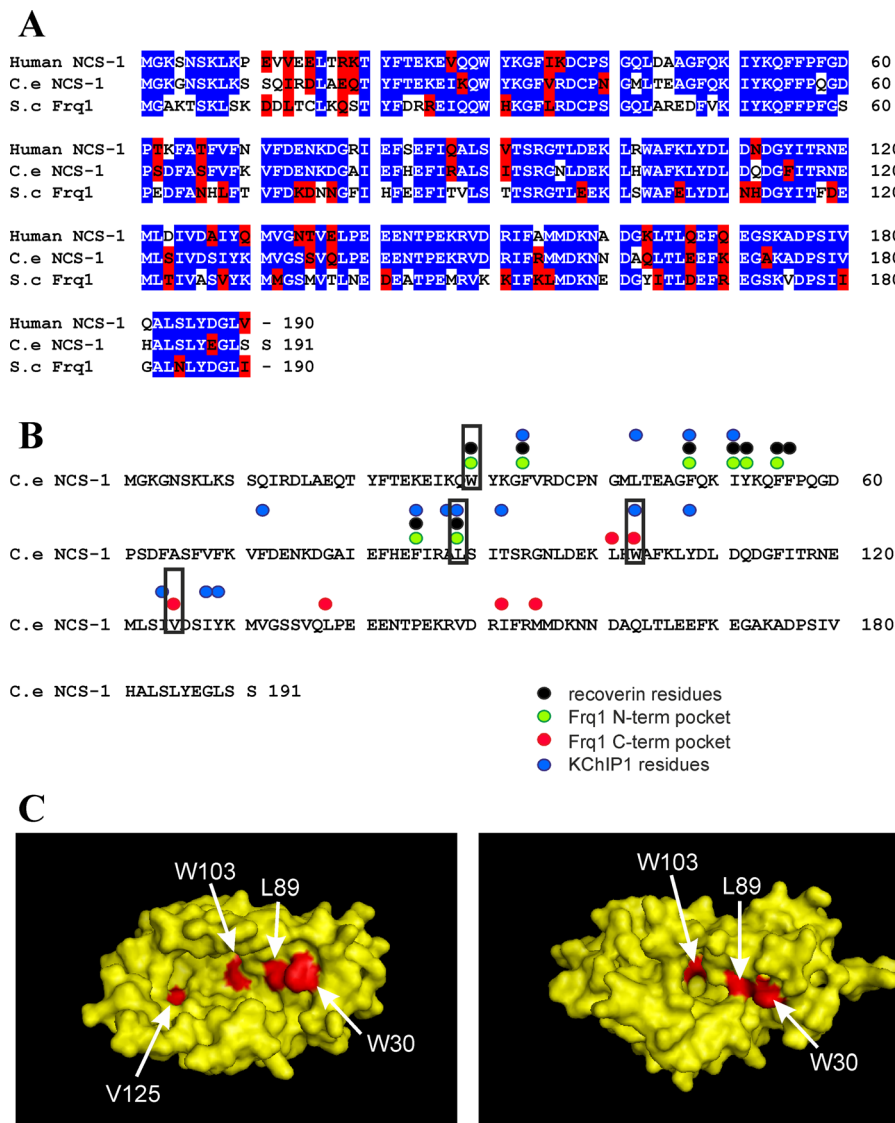 A
Human NCS-1 MGKSNSKLKP EVVEELTRKT YFTEKEVQQW YKGFIKDCPS GQLDAAGFQK IYKQFFPFGD 60
C.e NCS-1 MGKGNSKLKS SQIRDLAEQT YFTEKEIKQW YKGFVRDCPN GMLTEAGFQK IYKQFFPQGD 60
S.c Frq1 MGAKTSKLSK DDLTCLKQST YFDRREIQQW HKGFLRDCPS GQLAREDFVK IYKQFFPFGS 60
Human NCS-1 PTKFATFVFN VFDENKDGRI EFSEFIQALS VTSRGTLDEK LRWAFKLYDL DNDGYITRNE 120
C.e NCS-1 PSDFASFVFK VFDENKDGAI EFHEFIRALS ITSRGNLDEK LHWAFKLYDL DQDGFITRNE 120
S.c Frq1 PEDFANHLFT VFDKDNNGFI HFEEFITVLS TTSRGTLEEK LSWAFELYDL NHDGYITFDE 120
Human NCS-1 MLDIVDAIYQ MVGNTVELPE EENTPEKRVD RIFAMMDKNA DGKLTLQEFQ EGSKADPSIV 180
C.e NCS-1 MLSIVDSIYK MVGSSVQLPE EENTPEKRVD RIFRMMDKNN DAQLTLEEFK EGAKADPSIV 180
S.c Frq1 MLTIVASVYK MMGSMVTLNE DEATPEMRVK KIFKLMDKNE DGYITLDEFR EGSKVDPSII 180
Human NCS-1 QALSLYDGLV - 190
C.e NCS-1 HALSLYEGLS S 191
S.c Frq1 GALNLYDGLI - 190
B
C.e NCS-1 MGKGNSKLKS SQIRDLAEQT YFTEKEIKQW YKGFVRDCPN GMLTEAGFQK IYKQFFPQGD 60
C.e NCS-1 PSDFASFVFK VFDENKDGAI EFHEFIRALS ITSRGNLDEK LHWAFKLYDL DQDGFITRNE 120
C.e NCS-1 MLSIVDSIYK MVGSSVQLPE EENTPEKRVD RIFRMMDKNN DAQLTLEEFK EGAKADPSIV 180
C.e NCS-1 HALSLYEGLS S 191
recoverin residues
Frq1 N-term pocket
Frq1 C-term pocket
KChIP1 residues
C
W103
L89
W30
V125
W103
L89
W30